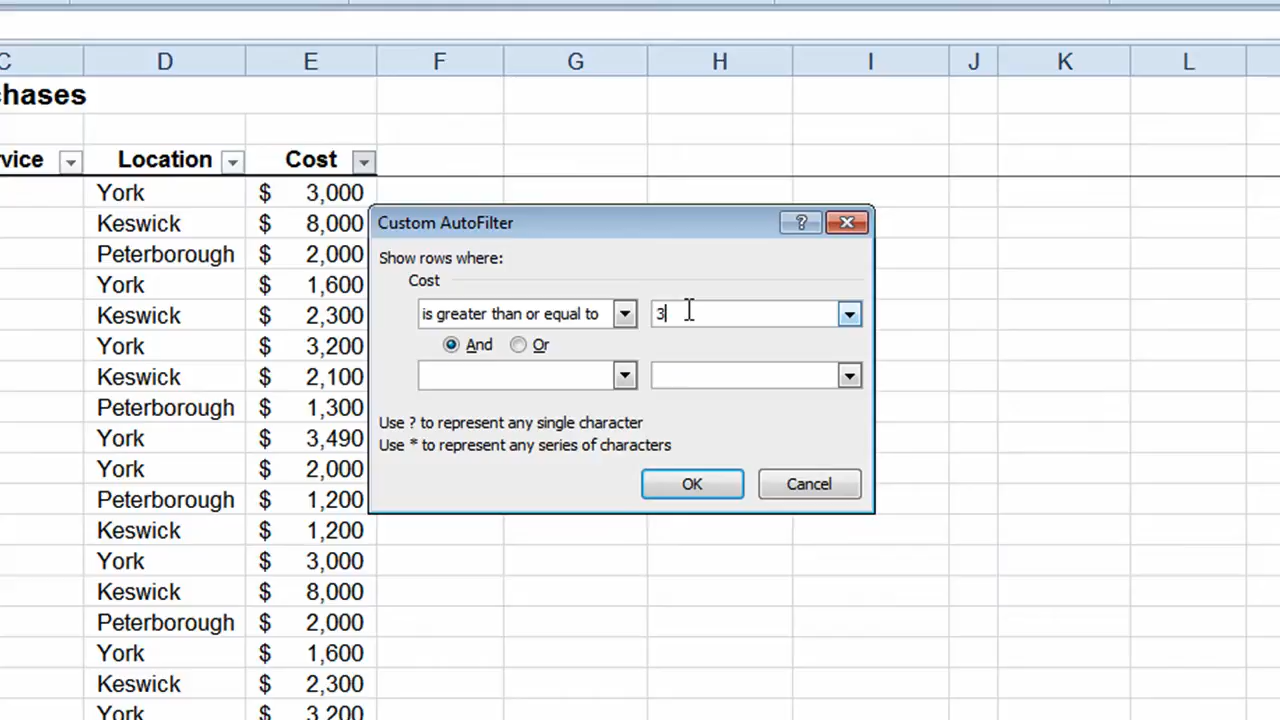 C D E F G H I J K L
chases
rvice Location Cost
York $ 3,000
Keswick $ 8,000
Peterborough $ 2,000
York $ 1,600
Keswick $ 2,300
York $ 3,200
Keswick $ 2,100
Peterborough $ 1,300
York $ 3,490
York $ 2,000
Peterborough $ 1,200
Keswick $ 1,200
York $ 3,000
Keswick $ 8,000
Peterborough $ 2,000
York $ 1,600
Keswick $ 2,300
York $ 3,200
Custom AutoFilter ?
Show rows where:
Cost
is greater than or equal to 3
And Or
Use ? to represent any single character
Use * to represent any series of characters
OK Cancel